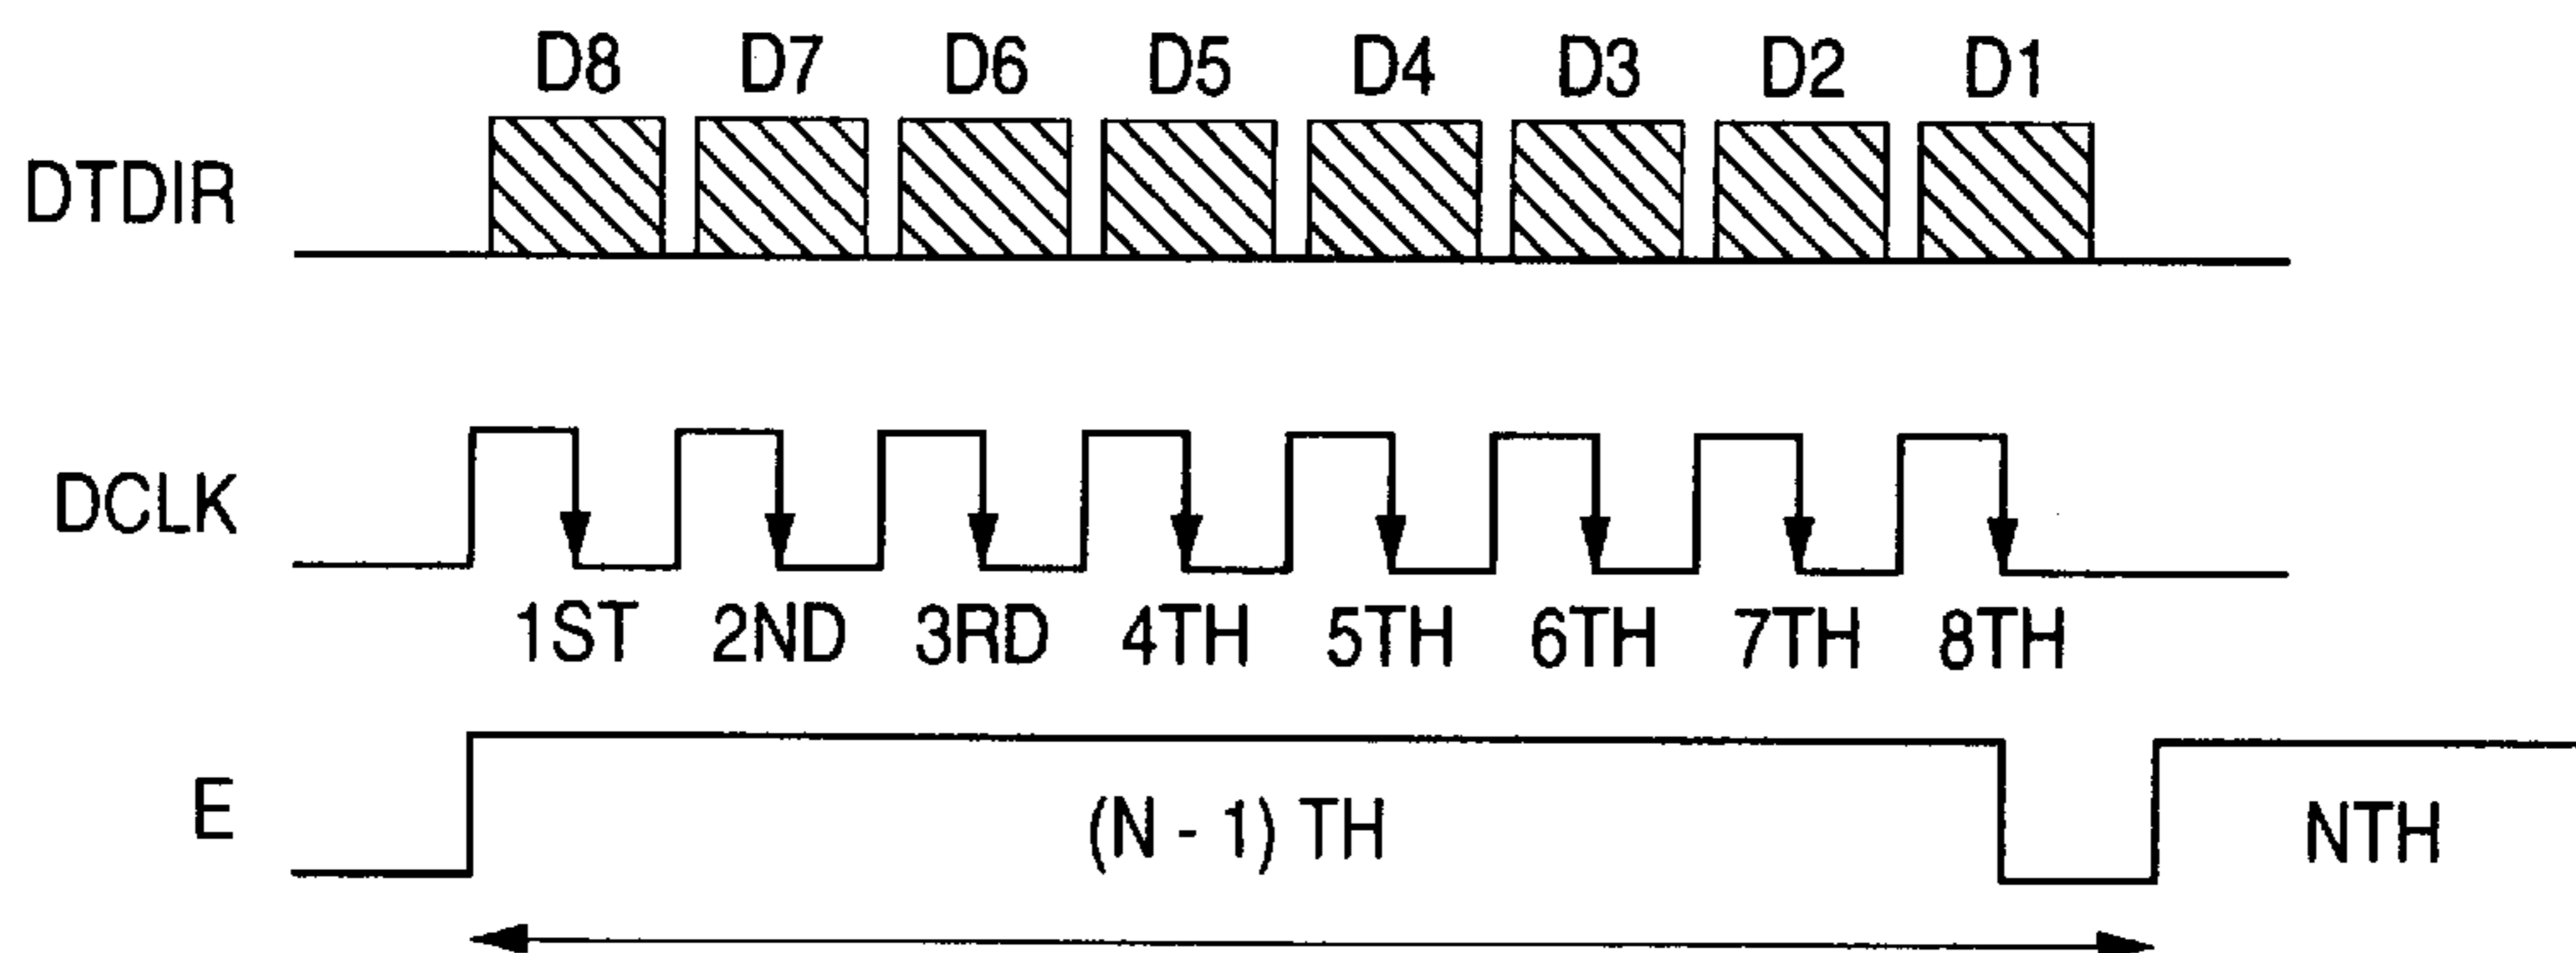 D8 D7 D6 D5 D4 D3 D2 D1
DTDIR
DCLK
1ST 2ND 3RD 4TH 5TH 6TH 7TH 8TH
E (N - 1) TH NTH